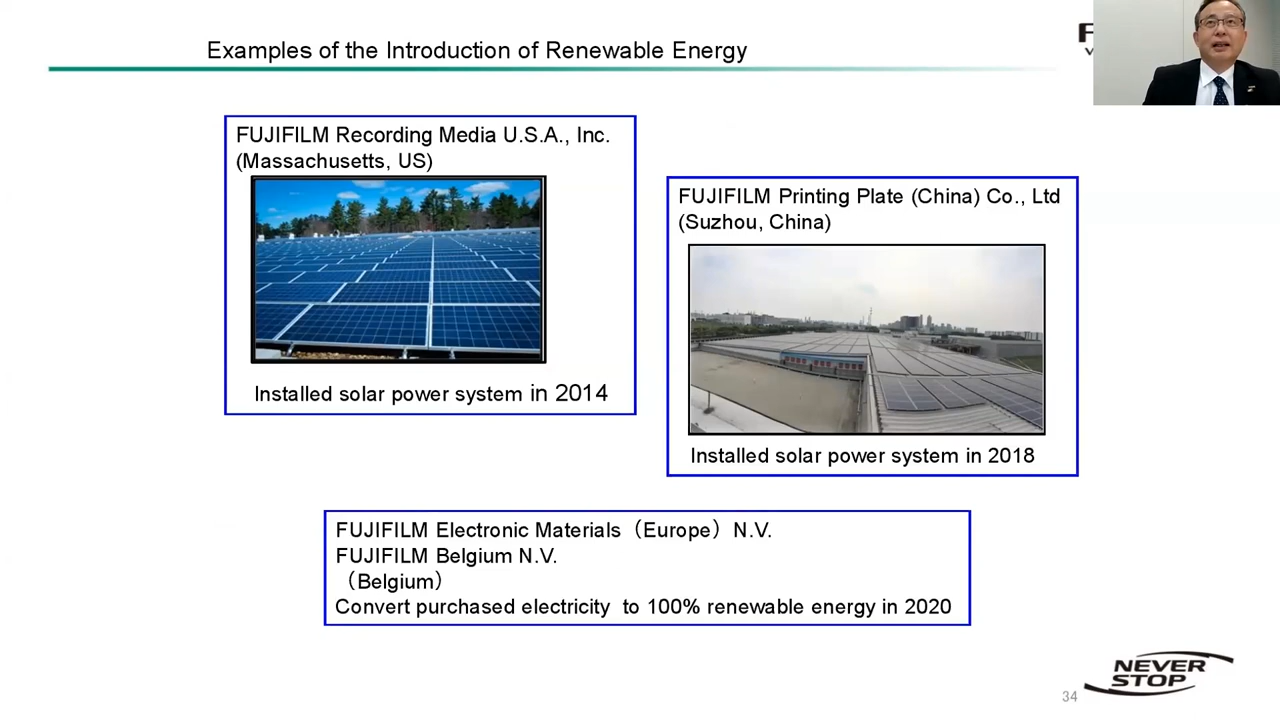 Examples of the Introduction of Renewable Energy
FUJIFILM Recording Media U.S.A., Inc.
(Massachusetts, US)
Installed solar power system in 2014
FUJIFILM Printing Plate (China) Co., Ltd
(Suzhou, China)
Installed solar power system in 2018
FUJIFILM Electronic Materials（Europe）N.V.
FUJIFILM Belgium N.V.
（Belgium）
Convert purchased electricity to 100% renewable energy in 2020
NEVER
STOP
34